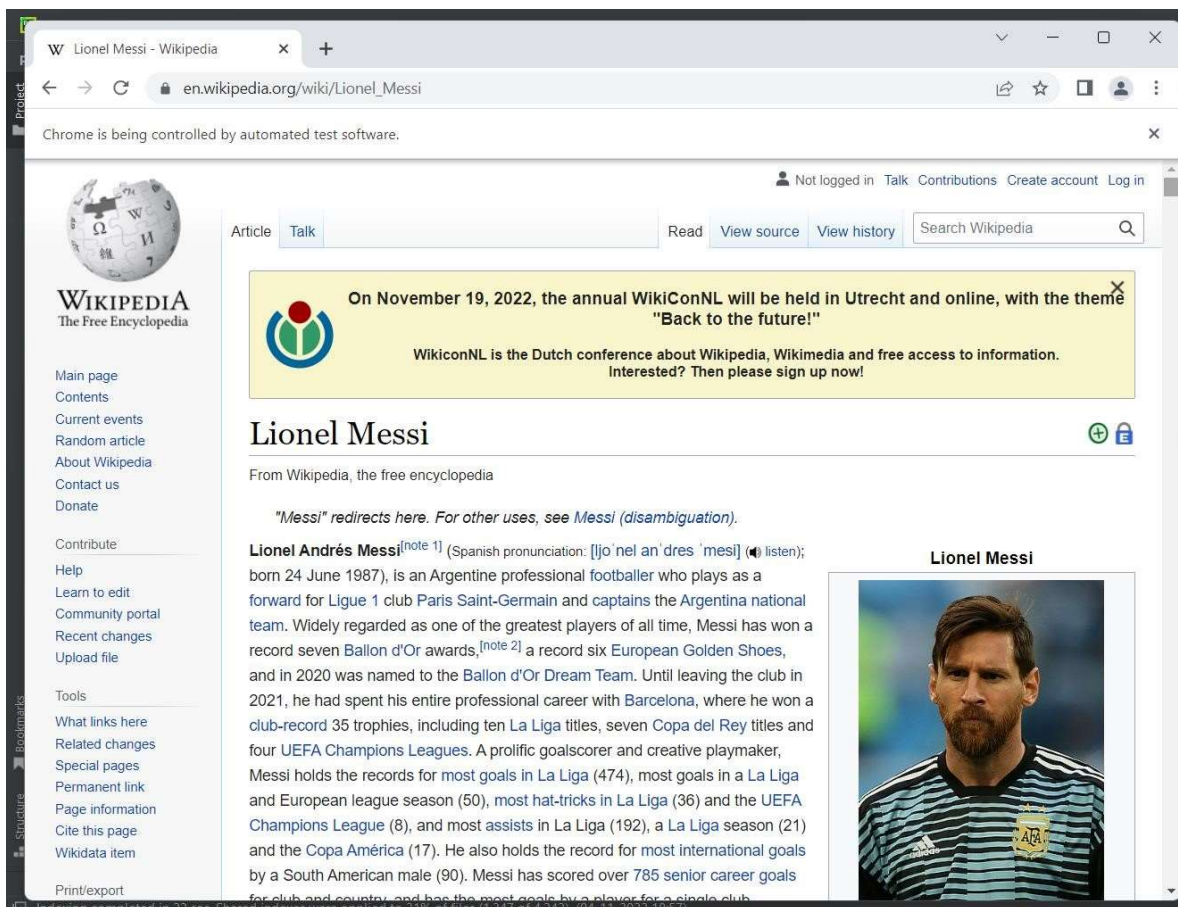 Lionel Messi - Wikipedia
en.wikipedia.org/wiki/Lionel_Messi
Chrome is being controlled by automated test software.
Project
Bookmarks
Structure
Not logged in Talk Contributions Create account Log in
Article Talk Read View source View history Search Wikipedia
WIKIPEDIA
The Free Encyclopedia
Main page
Contents
Current events
Random article
About Wikipedia
Contact us
Donate
Contribute
Help
Learn to edit
Community portal
Recent changes
Upload file
Tools
What links here
Related changes
Special pages
Permanent link
Page information
Cite this page
Wikidata item
Print/export
On November 19, 2022, the annual WikiConNL will be held in Utrecht and online, with the theme
"Back to the future!"
WikiconNL is the Dutch conference about Wikipedia, Wikimedia and free access to information.
Interested? Then please sign up now!
Lionel Messi
From Wikipedia, the free encyclopedia
"Messi" redirects here. For other uses, see Messi (disambiguation).
Lionel Andrés Messi[note 1] (Spanish pronunciation: [ljoˈnel anˈdɾes ˈmesi] (listen);
born 24 June 1987), is an Argentine professional footballer who plays as a
forward for Ligue 1 club Paris Saint-Germain and captains the Argentina national
team. Widely regarded as one of the greatest players of all time, Messi has won a
record seven Ballon d'Or awards,[note 2] a record six European Golden Shoes,
and in 2020 was named to the Ballon d'Or Dream Team. Until leaving the club in
2021, he had spent his entire professional career with Barcelona, where he won a
club-record 35 trophies, including ten La Liga titles, seven Copa del Rey titles and
four UEFA Champions Leagues. A prolific goalscorer and creative playmaker,
Messi holds the records for most goals in La Liga (474), most goals in a La Liga
and European league season (50), most hat-tricks in La Liga (36) and the UEFA
Champions League (8), and most assists in La Liga (192), a La Liga season (21)
and the Copa América (17). He also holds the record for most international goals
by a South American male (90). Messi has scored over 785 senior career goals
for club and country, and has the most goals by a player for a single club
Lionel Messi
adidas
AFA